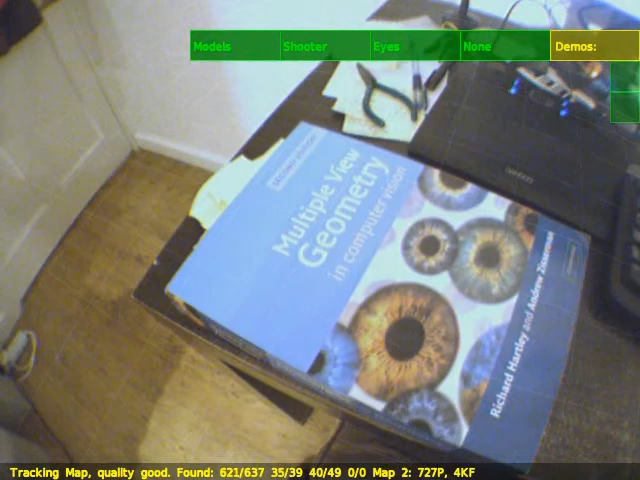 Models
Shooter
Eyes
None
Demos:
Multiple View
Geometry
in computer vision
Richard Hartley and Andrew Zisserman
Tracking Map, quality good. Found: 621/637 35/39 40/49 0/0 Map 2: 727P, 4KF